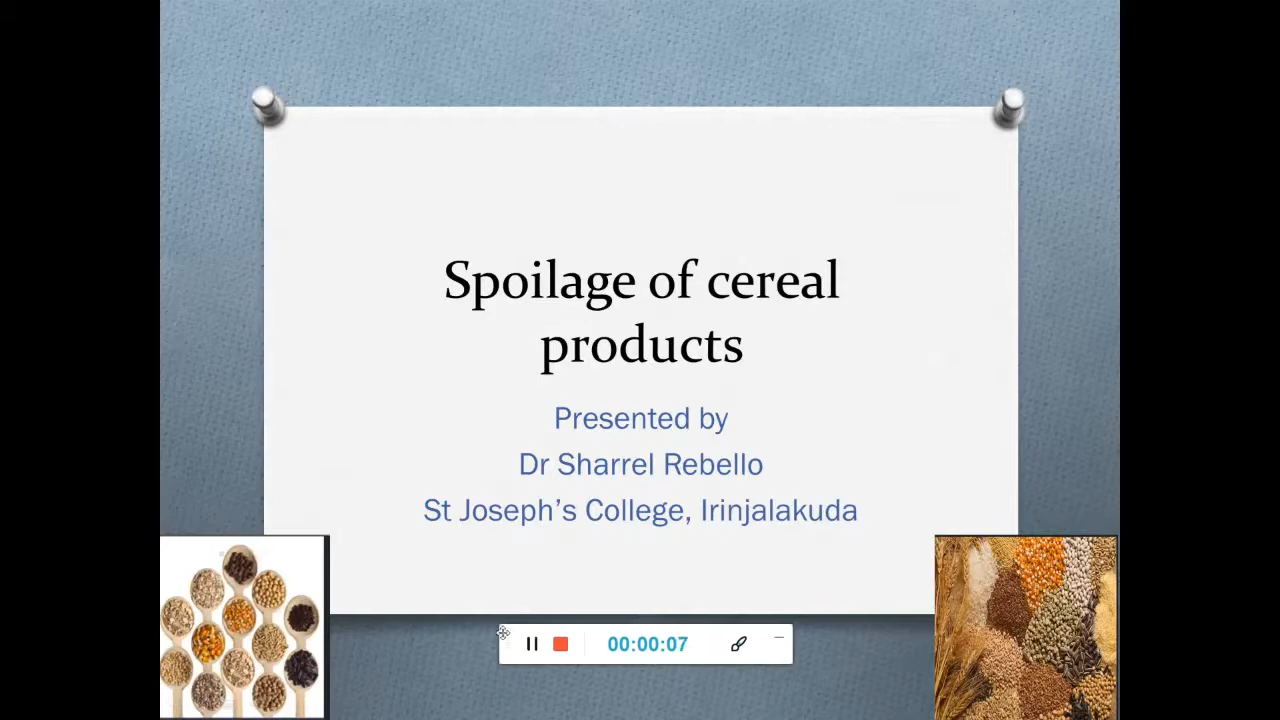 Spoilage of cereal
products
Presented by
Dr Sharrel Rebello
St Joseph’s College, Irinjalakuda
00:00:07